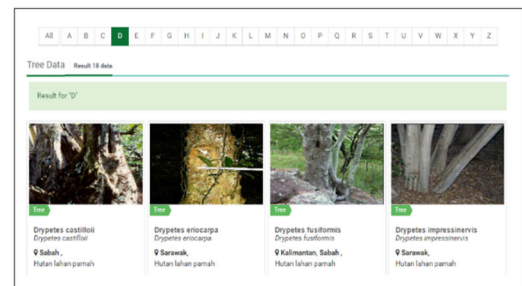 All A B C D E F G H I J K L M N O P Q R S T U V W X Y Z
Tree Data Result 18 data
Result for "D"
Tree Tree Tree Tree
Drypetes castilloii Drypetes eriocarpa Drypetes fusiformis Drypetes impressinervis
Drypetes castilloii Drypetes eriocarpa Drypetes fusiformis Drypetes impressinervis
Sabah , Sarawak, Kalimantan, Sabah , Sarawak,
Hutan lahan pamah Hutan lahan pamah Hutan lahan pamah Hutan lahan pamah